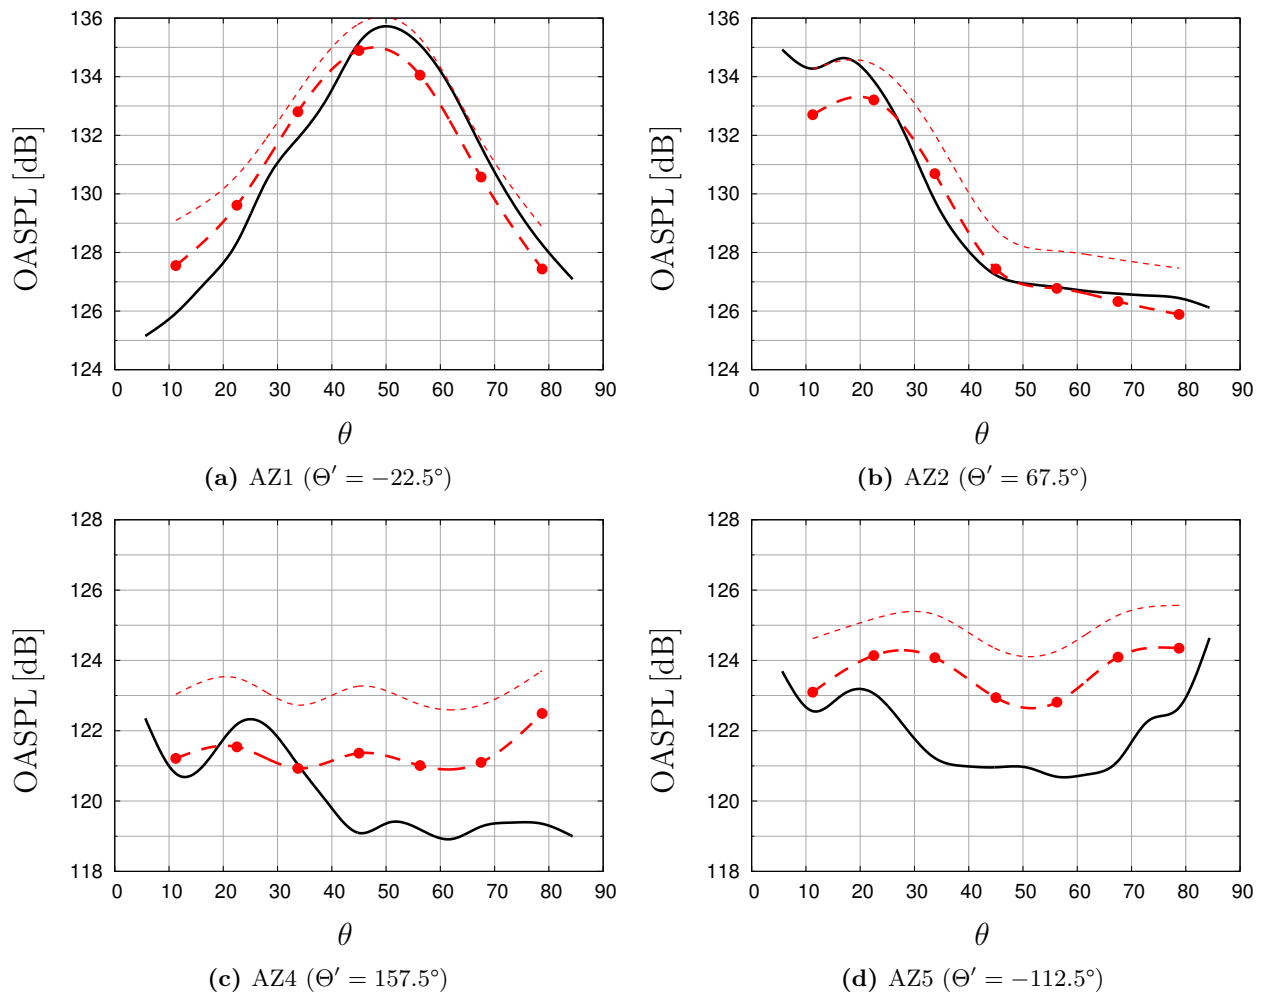 136
134
132
130
128
126
124
OASPL [dB]
0 10 20 30 40 50 60 70 80 90
θ
(a) AZ1 (Θ′ = −22.5°)
136
134
132
130
128
126
124
OASPL [dB]
0 10 20 30 40 50 60 70 80 90
θ
(b) AZ2 (Θ′ = 67.5°)
128
126
124
122
120
118
OASPL [dB]
0 10 20 30 40 50 60 70 80 90
θ
(c) AZ4 (Θ′ = 157.5°)
128
126
124
122
120
118
OASPL [dB]
0 10 20 30 40 50 60 70 80 90
θ
(d) AZ5 (Θ′ = −112.5°)